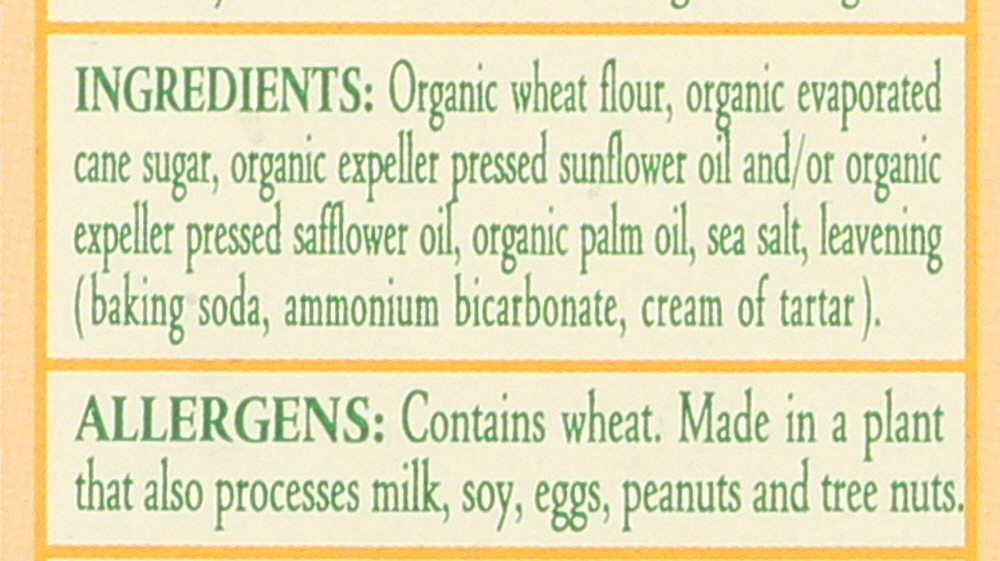 INGREDIENTS: Organic wheat flour, organic evaporated
cane sugar, organic expeller pressed sunflower oil and/or organic
expeller pressed safflower oil, organic palm oil, sea salt, leavening
(baking soda, ammonium bicarbonate, cream of tartar).
ALLERGENS: Contains wheat. Made in a plant
that also processes milk, soy, eggs, peanuts and tree nuts.